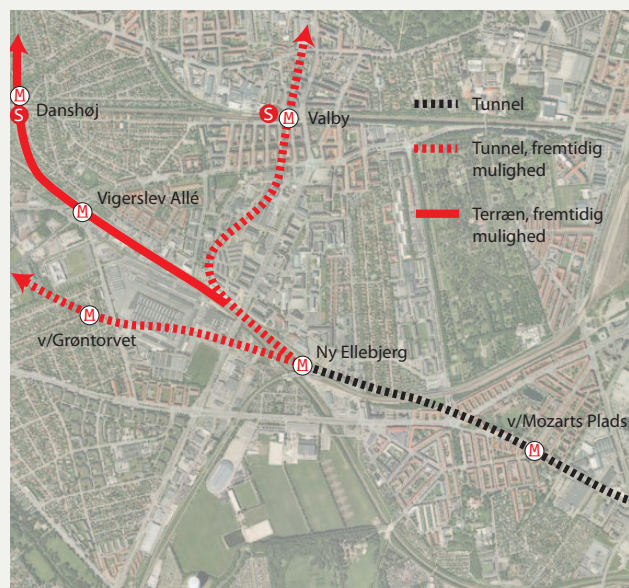 M
S
Danshøj
S
M
Valby
Tunnel
Tunnel, fremtidig
mulighed
Terræn, fremtidig
mulighed
Vigerslev Allé
M
M
v/Grøntorvet
Ny Ellebjerg
M
v/Mozarts Plads
M